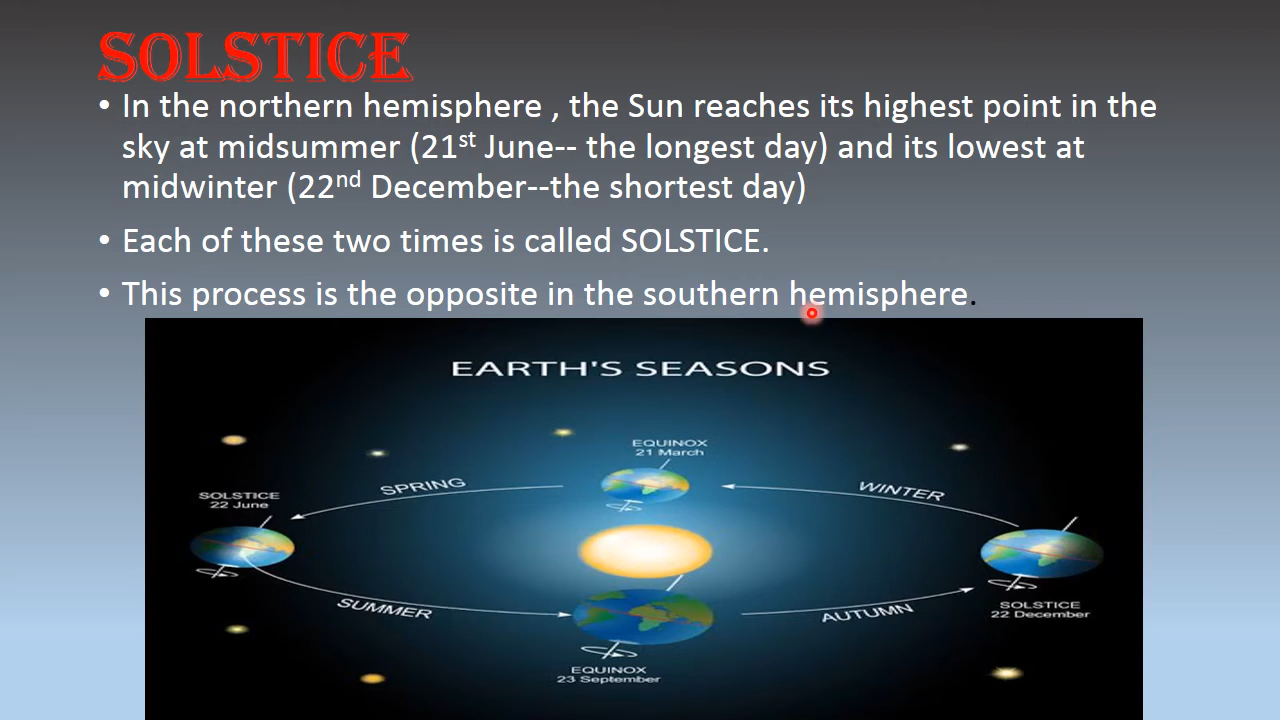 SOLSTICE
• In the northern hemisphere , the Sun reaches its highest point in the
sky at midsummer (21st June-- the longest day) and its lowest at
midwinter (22nd December--the shortest day)
• Each of these two times is called SOLSTICE.
• This process is the opposite in the southern hemisphere.
EARTH'S SEASONS
EQUINOX
21 March
SPRING
WINTER
SOLSTICE
22 June
SUMMER
AUTUMN
SOLSTICE
22 December
EQUINOX
23 September